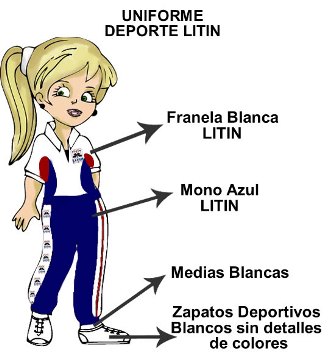 UNIFORME
DEPORTE LITIN
Franela Blanca
LITIN
Mono Azul
LITIN
Medias Blancas
Zapatos Deportivos
Blancos sin detalles
de colores